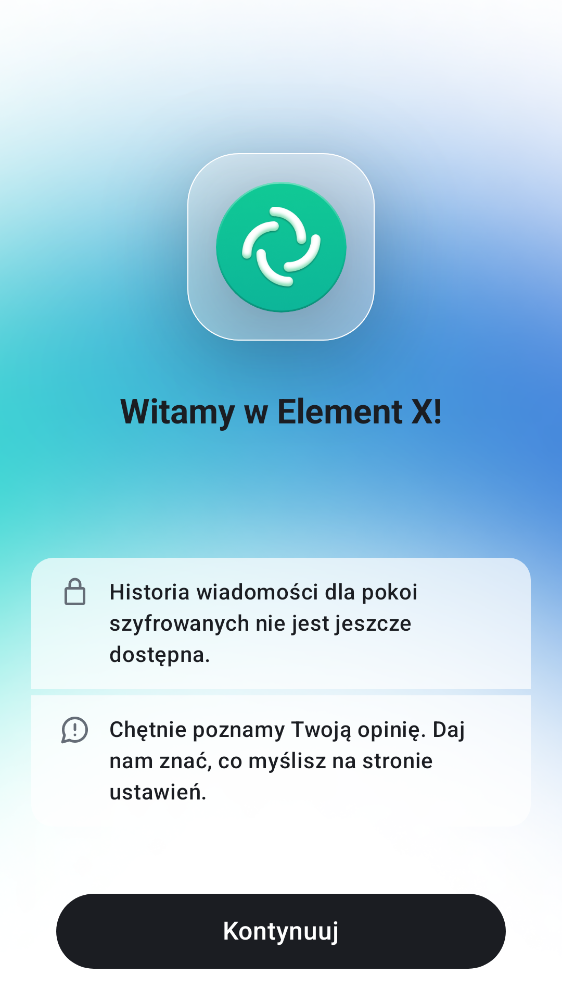 Witamy w Element X!
Historia wiadomości dla pokoi
szyfrowanych nie jest jeszcze
dostępna.
Chętnie poznamy Twoją opinię. Daj
nam znać, co myślisz na stronie
ustawień.
Kontynuuj